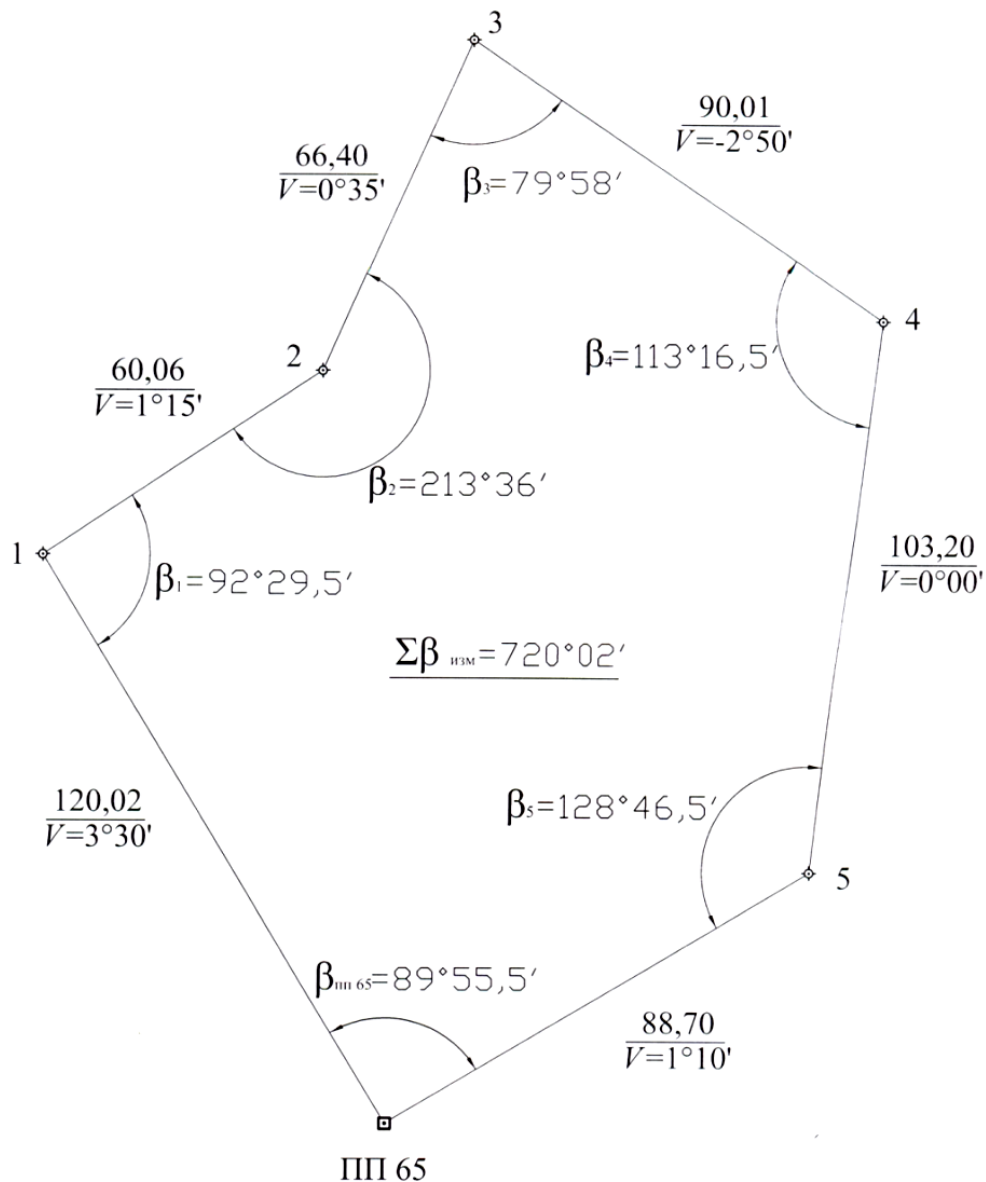 3
90,01
V=-2°50'
66,40
V=0°35'
β₃=79°58′
4
2
β₄=113°16,5′
60,06
V=1°15'
β₂=213°36′
1
103,20
V=0°00'
β₁=92°29,5′
Σβ изм=720°02′
120,02
V=3°30'
β₅=128°46,5′
5
βпп 65=89°55,5′
88,70
V=1°10'
ПП 65